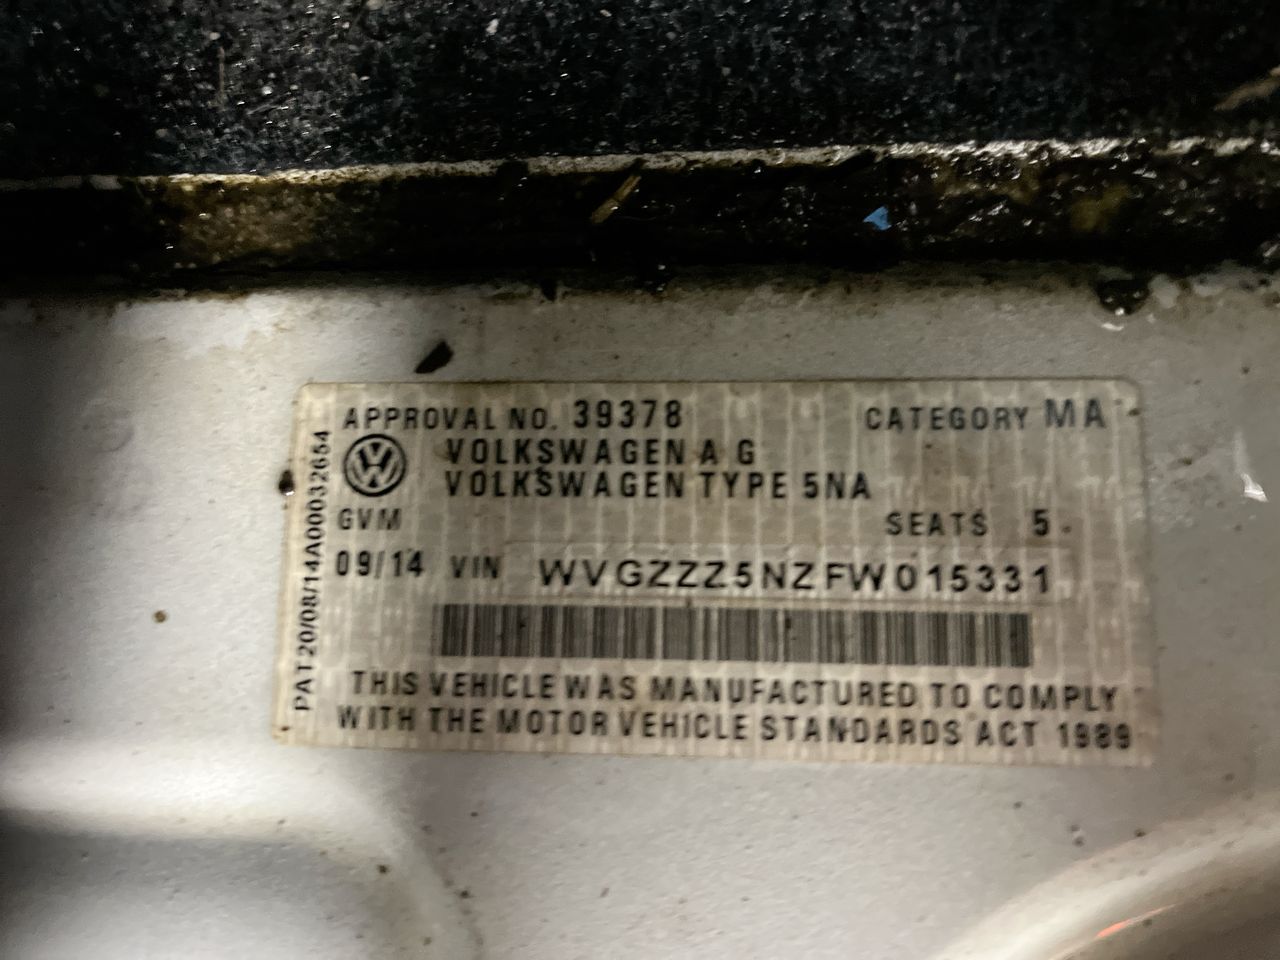 APPROVAL NO. 39378 CATEGORY MA
VOLKSWAGEN A G
VOLKSWAGEN TYPE 5NA
GVM SEATS 5
09/14 VIN WVGZZZ5NZFW015331
THIS VEHICLE WAS MANUFACTURED TO COMPLY
WITH THE MOTOR VEHICLE STANDARDS ACT 1989
PAT20/08/14A00032654